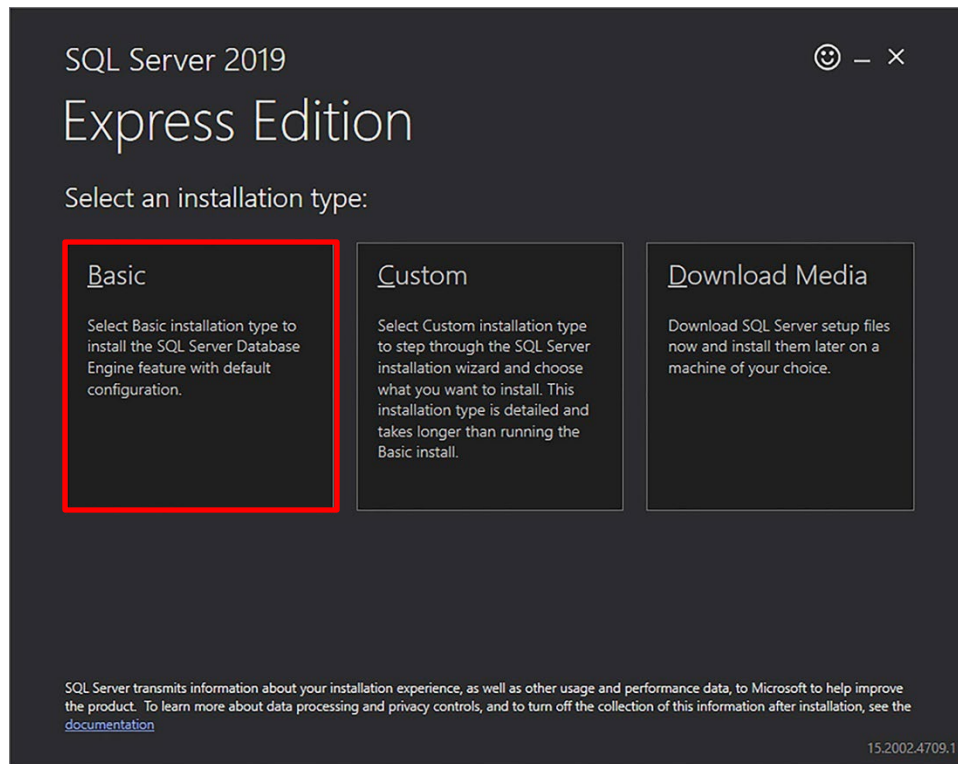 SQL Server 2019
Express Edition
Select an installation type:
Basic
Select Basic installation type to
install the SQL Server Database
Engine feature with default
configuration.
Custom
Select Custom installation type
to step through the SQL Server
installation wizard and choose
what you want to install. This
installation type is detailed and
takes longer than running the
Basic install.
Download Media
Download SQL Server setup files
now and install them later on a
machine of your choice.
SQL Server transmits information about your installation experience, as well as other usage and performance data, to Microsoft to help improve
the product.  To learn more about data processing and privacy controls, and to turn off the collection of this information after installation, see the
documentation
15.2002.4709.1